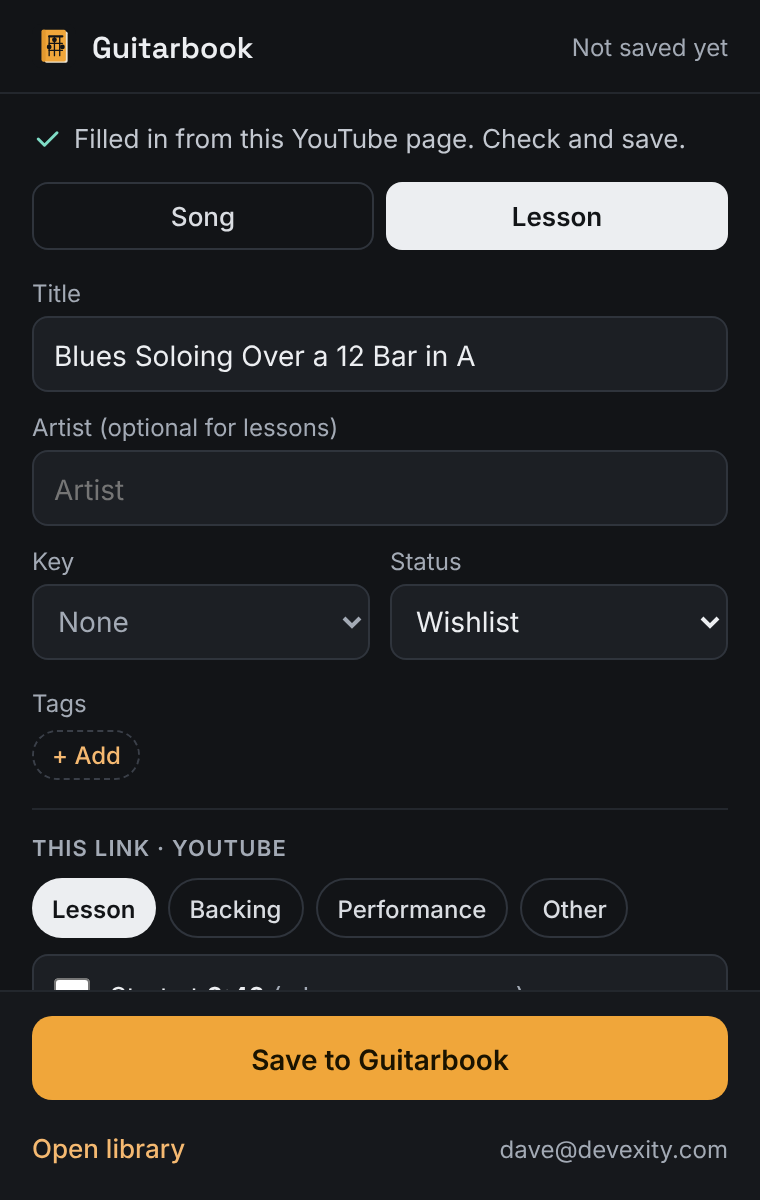 Guitarbook
Not saved yet
Filled in from this YouTube page. Check and save.
Song
Lesson
Title
Blues Soloing Over a 12 Bar in A
Artist (optional for lessons)
Artist
Key
Status
None
Wishlist
Tags
+ Add
THIS LINK · YOUTUBE
Lesson
Backing
Performance
Other
Save to Guitarbook
Open library
dave@devexity.com